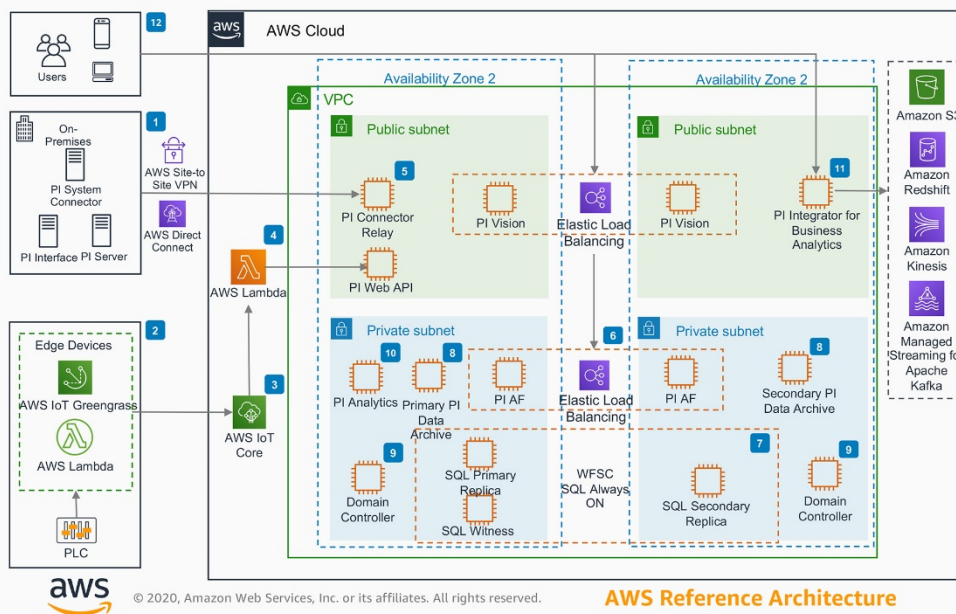 12
Users
aws
AWS Cloud
Availability Zone 2
Availability Zone 2
VPC
1
On-
Premises
PI System
Connector
PI Interface
PI Server
AWS Site-to
Site VPN
AWS Direct
Connect
Public subnet
5
PI Connector
Relay
PI Web API
PI Vision
Elastic Load
Balancing
Public subnet
PI Vision
11
PI Integrator for
Business
Analytics
Amazon S3
Amazon
Redshift
Amazon
Kinesis
Amazon
Managed
Streaming for
Apache
Kafka
4
AWS Lambda
2
Edge Devices
AWS IoT Greengrass
AWS Lambda
PLC
3
AWS IoT
Core
Private subnet
10
PI Analytics
8
Primary PI
Data
Archive
PI AF
6
Elastic Load
Balancing
Private subnet
PI AF
8
Secondary PI
Data Archive
9
Domain
Controller
SQL Primary
Replica
SQL Witness
WFSC
SQL Always
ON
7
SQL Secondary
Replica
9
Domain
Controller
aws
© 2020, Amazon Web Services, Inc. or its affiliates. All rights reserved.
AWS Reference Architecture